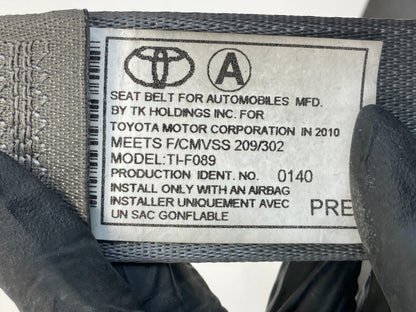 A
SEAT BELT FOR AUTOMOBILES MFD.
BY TK HOLDINGS INC. FOR
TOYOTA MOTOR CORPORATION IN 2010
MEETS F/CMVSS 209/302
MODEL:TI-F089
PRODUCTION IDENT. NO. 0140
INSTALL ONLY WITH AN AIRBAG
INSTALLER UNIQUEMENT AVEC
UN SAC GONFLABLE
PRE